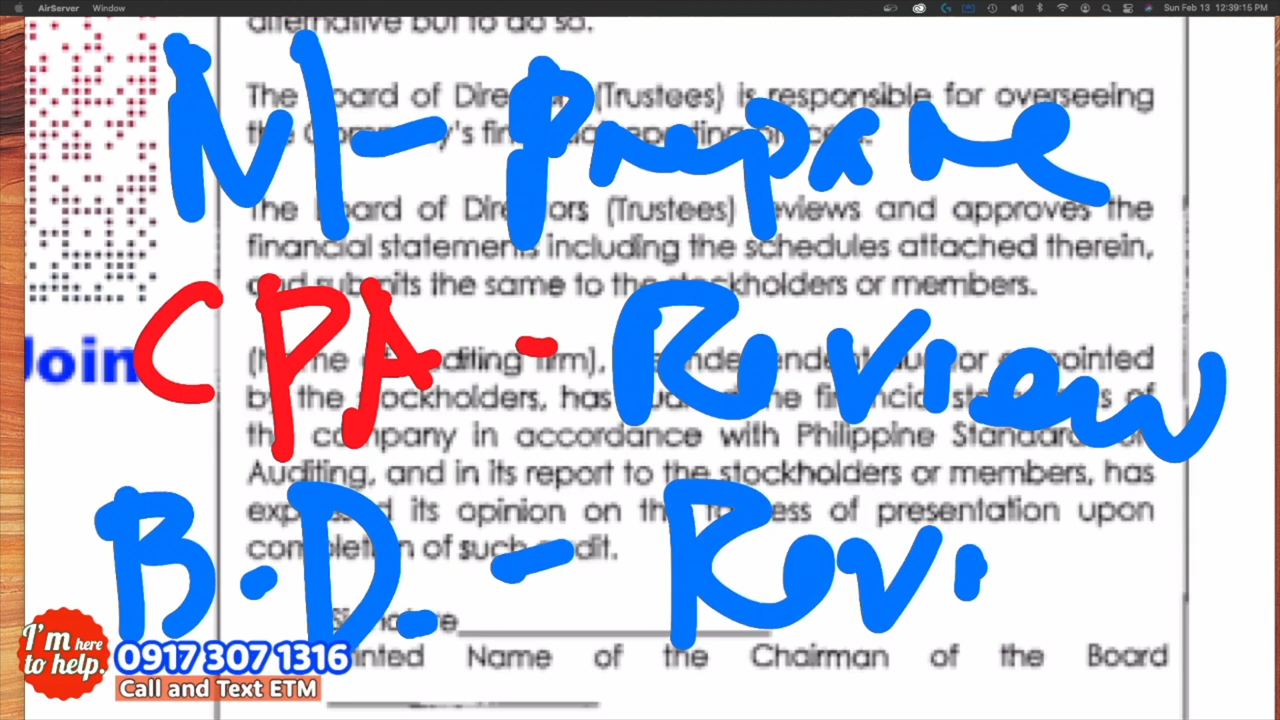 AirServer Window Sun Feb 13 12:39:15 PM
alternative but to do so.
M - prepare
The Board of Directors (Trustees) is responsible for overseeing
the Company's financial reporting process.
The Board of Directors (Trustees) reviews and approves the
financial statements including the schedules attached therein,
and submits the same to the stockholders or members.
CPA - Review
Join
(Name of auditing firm), the independent auditor appointed
by the stockholders, has audited the financial statements of
the company in accordance with Philippine Standards on
Auditing, and in its report to the stockholders or members, has
expressed its opinion on the fairness of presentation upon
completion of such audit.
B.D. - Revi
Signature
Printed Name of the Chairman of the Board
I'm here
to help.
0917 307 1316
Call and Text ETM